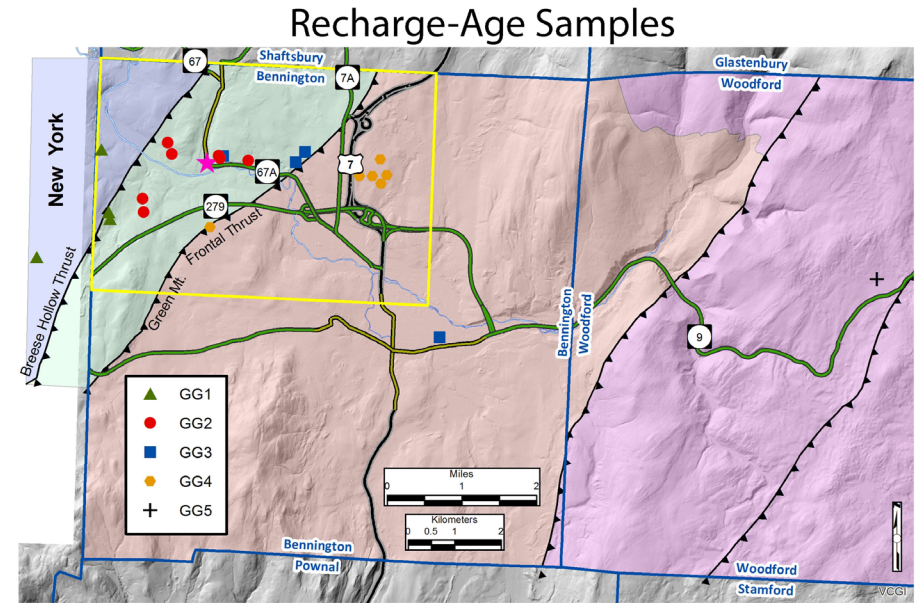 Recharge-Age Samples
67
Shaftsbury
Bennington
7A
Glastenbury
Woodford
New York
7
67A
279
Frontal Thrust
Green Mt.
Breese Hollow Thrust
Bennington
Woodford
9
GG1
GG2
GG3
GG4
GG5
Miles
0 1 2
Kilometers
0 0.5 1 2
Bennington
Pownal
Woodford
Stamford
VCGI